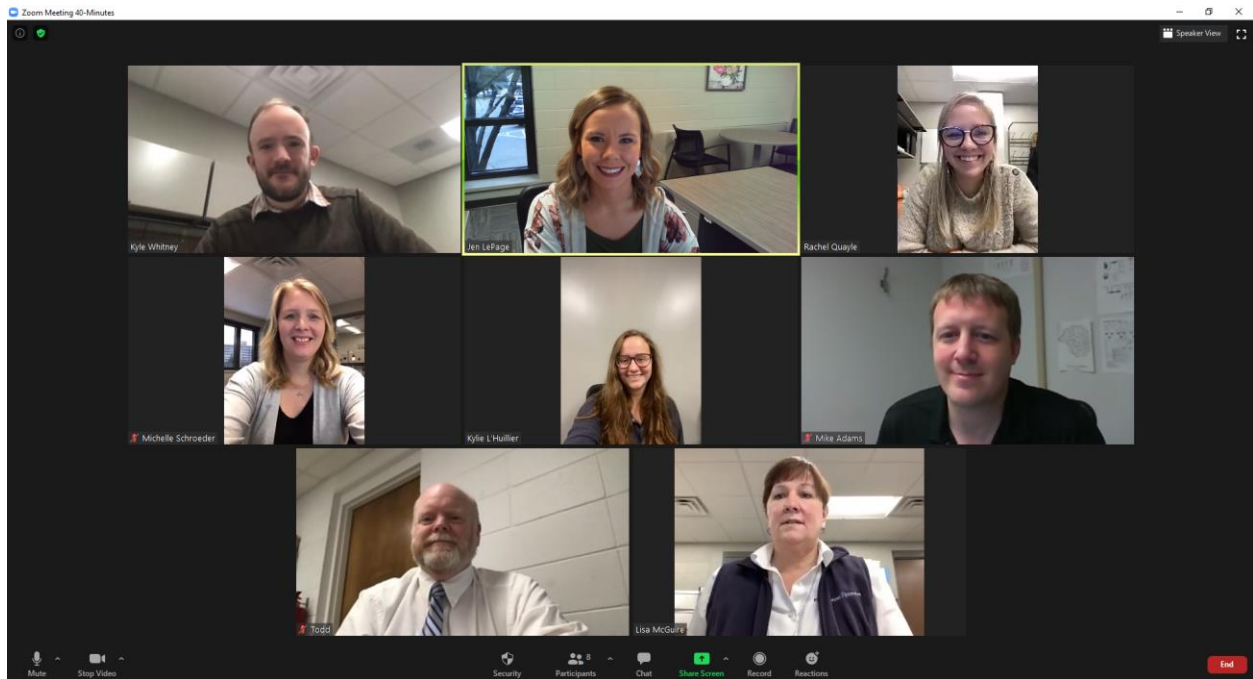 Zoom Meeting 40-Minutes
Speaker View
Kyle Whitney
Jen LePage
Rachel Quayle
Michelle Schroeder
Kylie L'Huillier
Mike Adams
Todd
Lisa McGuire
Mute
Stop Video
Security
Participants
8
Chat
Share Screen
Record
Reactions
End